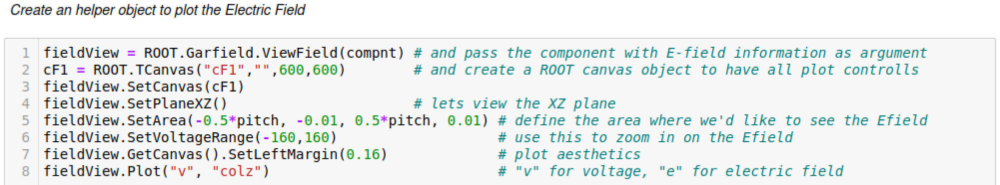 Create an helper object to plot the Electric Field
1 fieldView = ROOT.Garfield.ViewField(compnt) # and pass the component with E-field information as argument
2 cF1 = ROOT.TCanvas("cF1","",600,600)        # and create a ROOT canvas object to have all plot controlls
3 fieldView.SetCanvas(cF1)
4 fieldView.SetPlaneXZ()                      # lets view the XZ plane
5 fieldView.SetArea(-0.5*pitch, -0.01, 0.5*pitch, 0.01) # define the area where we'd like to see the Efield
6 fieldView.SetVoltageRange(-160,160)                   # use this to zoom in on the Efield
7 fieldView.GetCanvas().SetLeftMargin(0.16)             # plot aesthetics
8 fieldView.Plot("v", "colz")                           # "v" for voltage, "e" for electric field